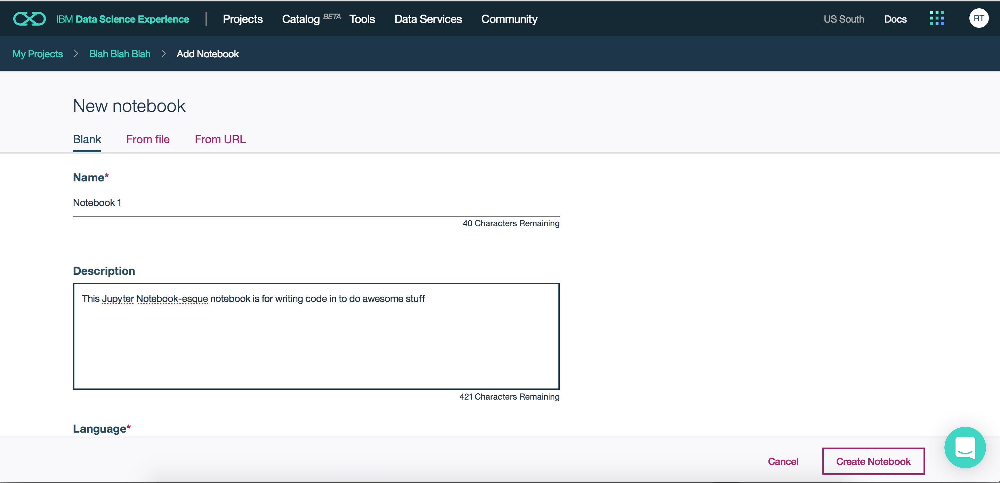 IBM Data Science Experience | Projects Catalog BETA Tools Data Services Community US South Docs RT
My Projects > Blah Blah Blah > Add Notebook
New notebook
Blank From file From URL
Name*
Notebook 1
40 Characters Remaining
Description
This Jupyter Notebook-esque notebook is for writing code in to do awesome stuff
421 Characters Remaining
Language*
Cancel Create Notebook